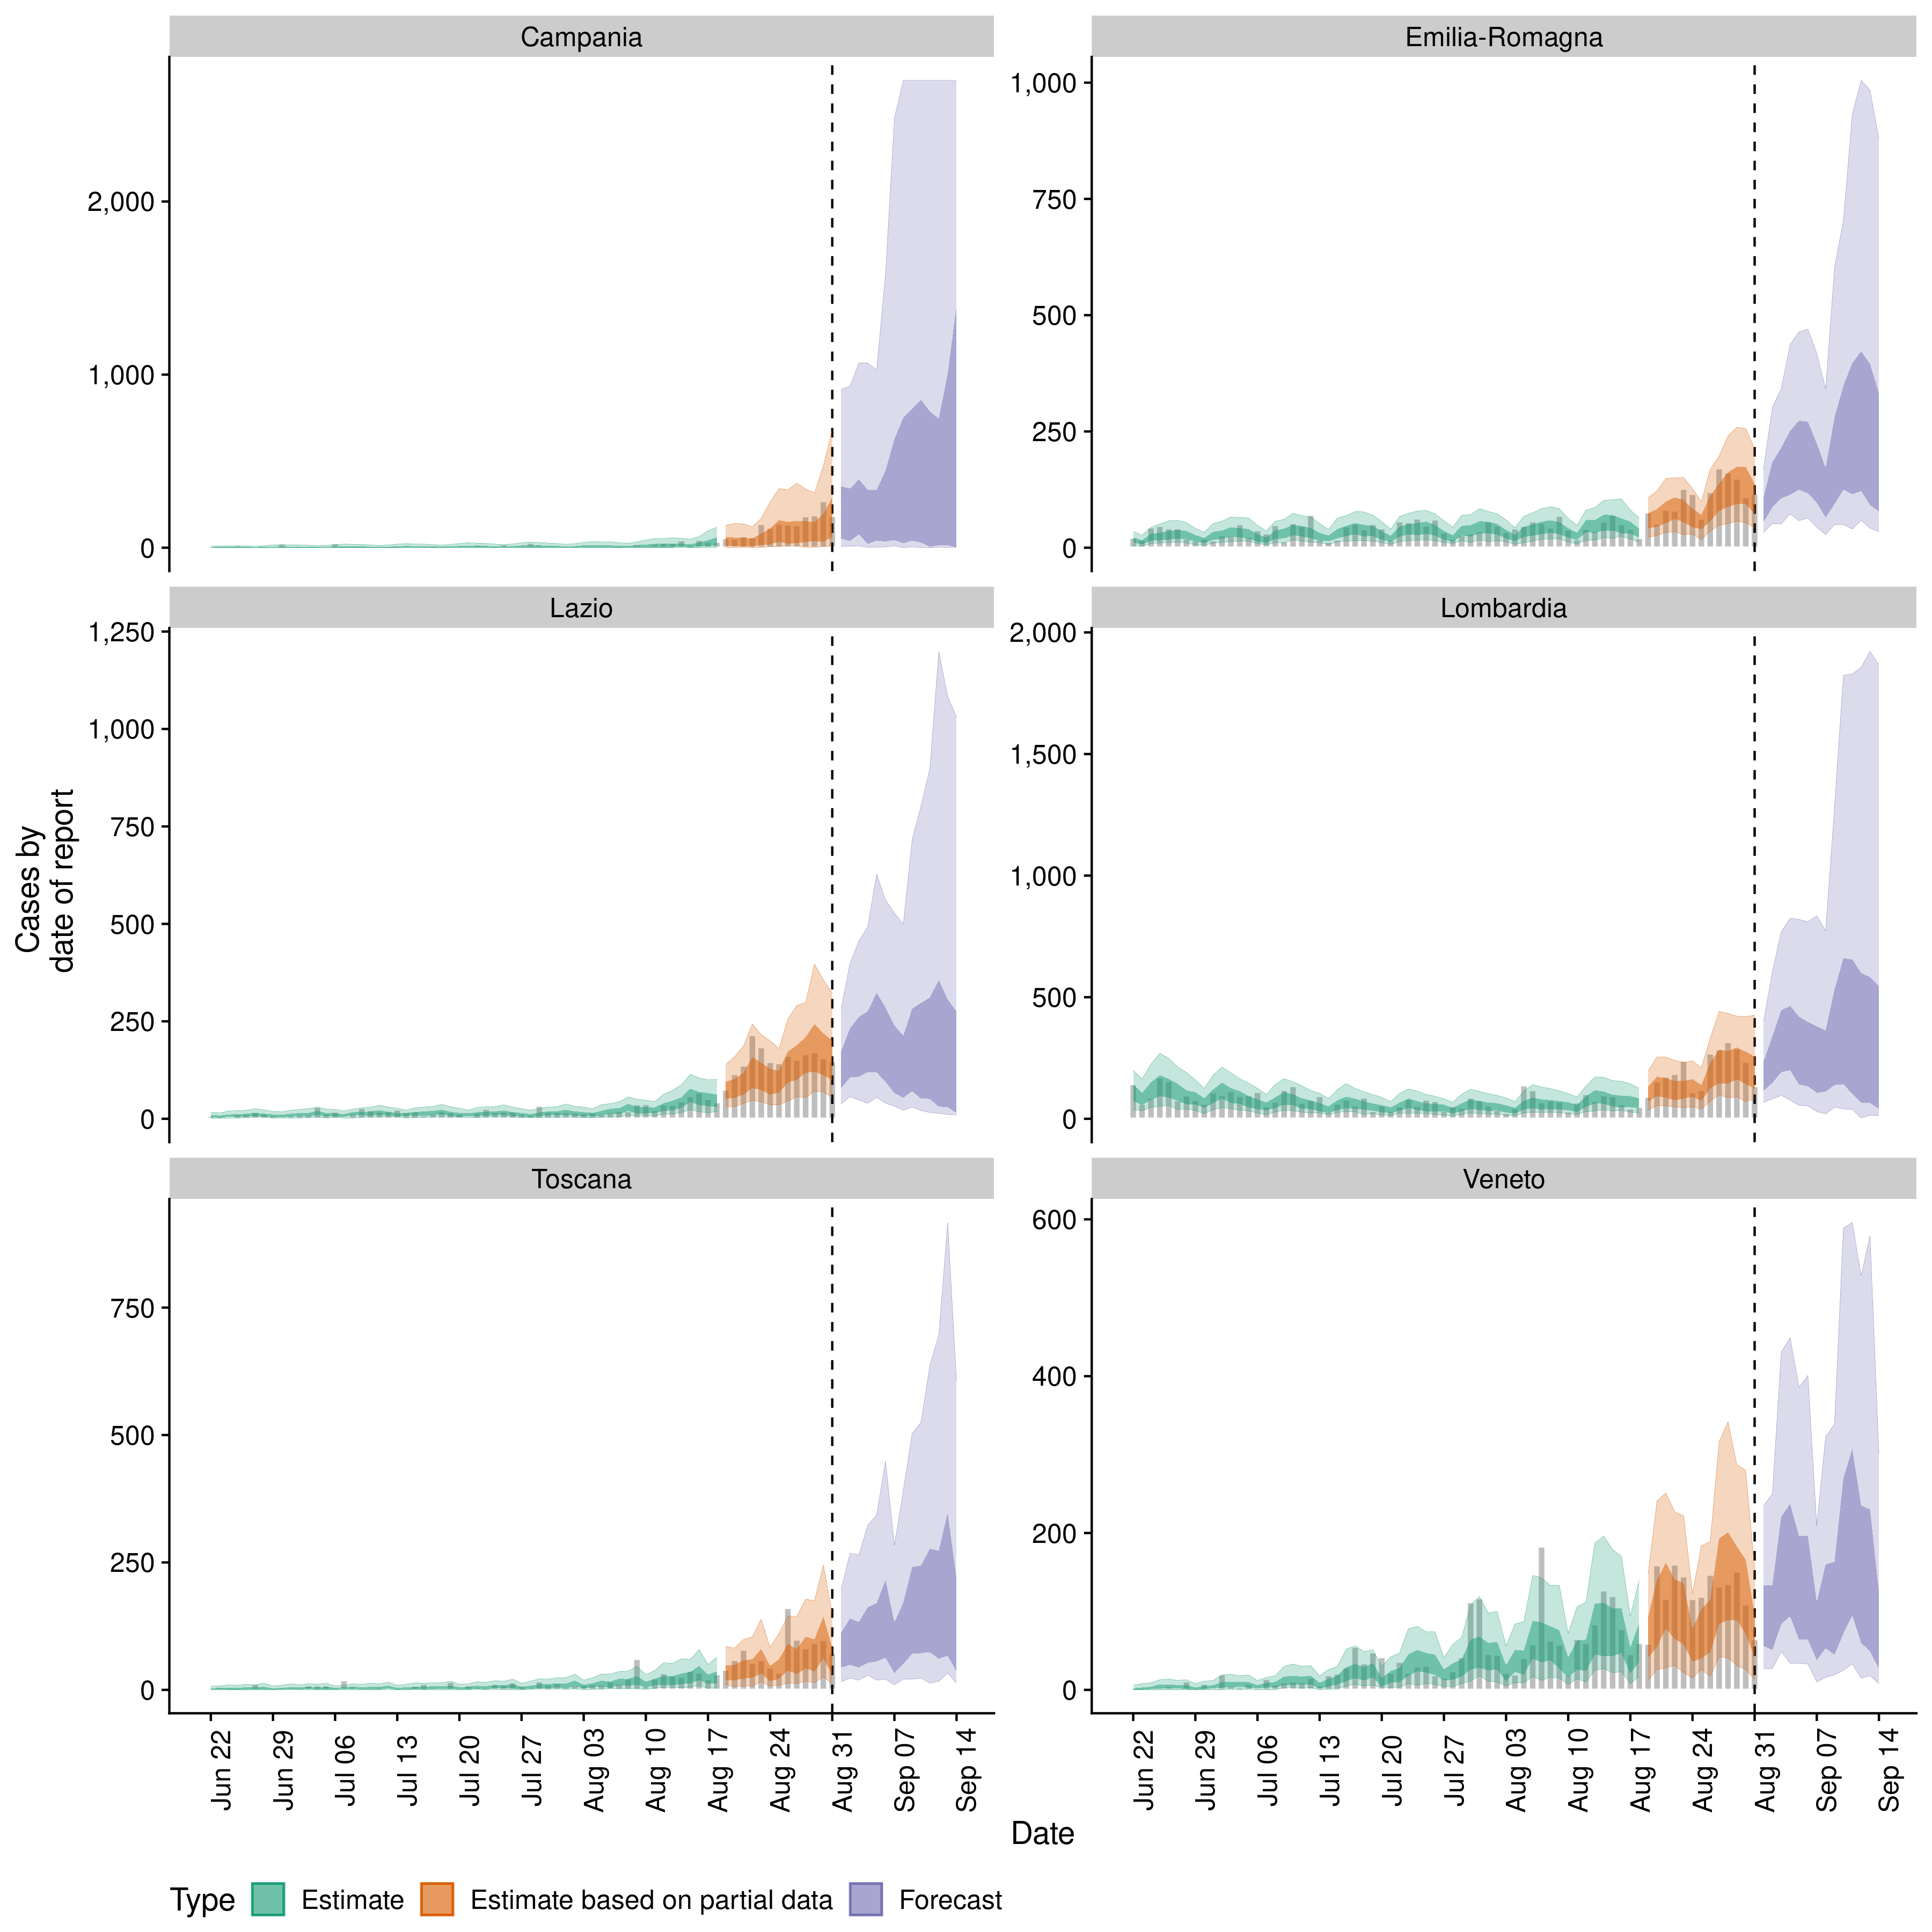 Campania
Emilia-Romagna
2,000
1,000
0
1,000
750
500
250
0
Lazio
Lombardia
1,250
1,000
750
500
250
0
2,000
1,500
1,000
500
0
Toscana
Veneto
750
500
250
0
600
400
200
0
Cases by
date of report
Jun 22
Jun 29
Jul 06
Jul 13
Jul 20
Jul 27
Aug 03
Aug 10
Aug 17
Aug 24
Aug 31
Sep 07
Sep 14
Jun 22
Jun 29
Jul 06
Jul 13
Jul 20
Jul 27
Aug 03
Aug 10
Aug 17
Aug 24
Aug 31
Sep 07
Sep 14
Date
Type Estimate Estimate based on partial data Forecast